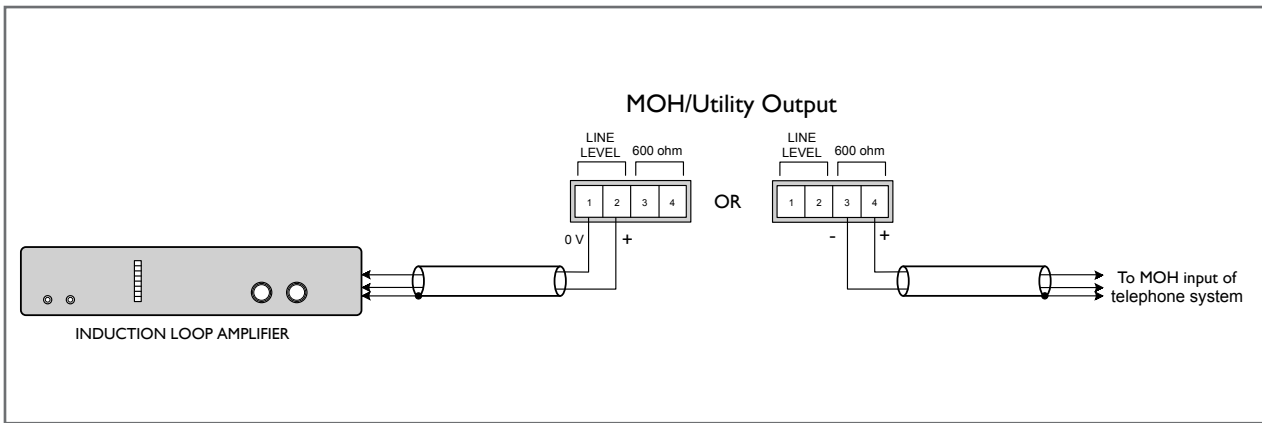 MOH/Utility Output
LINE
LEVEL
600 ohm
1 2 3 4
0 V +
OR
LINE
LEVEL
600 ohm
1 2 3 4
- +
INDUCTION LOOP AMPLIFIER
To MOH input of
telephone system